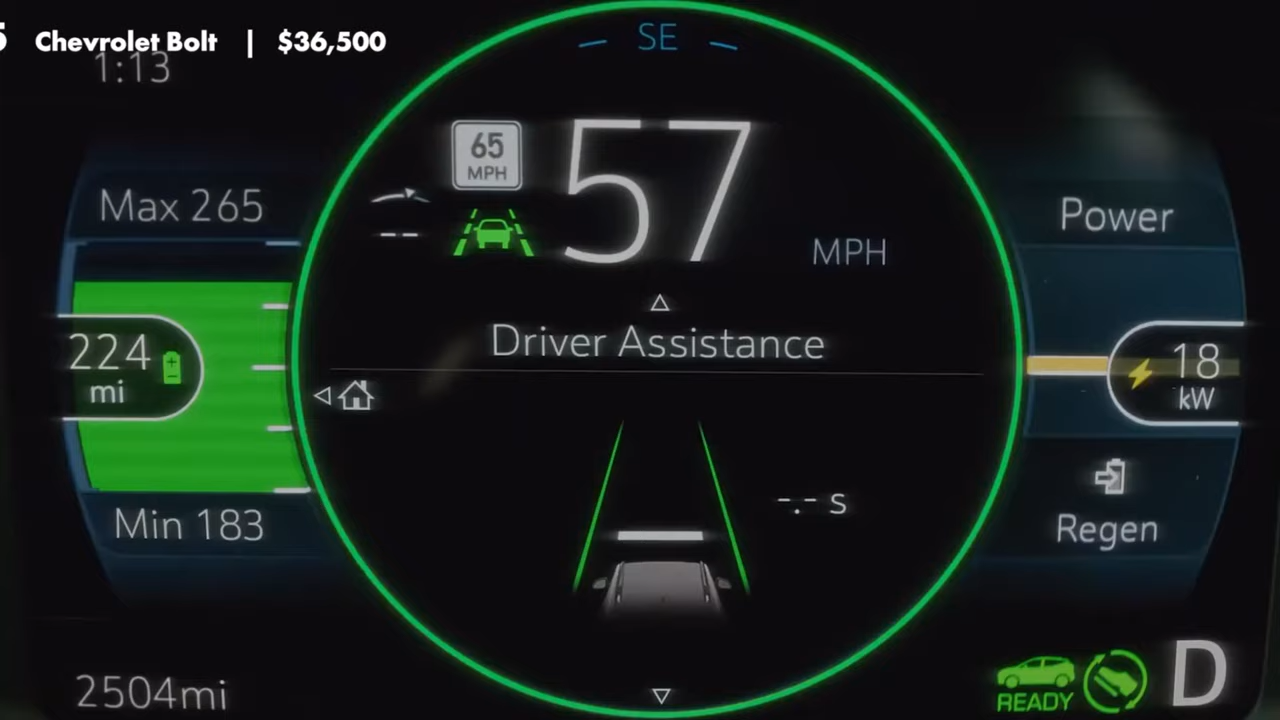 5 Chevrolet Bolt | $36,500
1:13
SE
65
MPH
57
MPH
Max 265
Power
224
mi
Driver Assistance
18
kW
-.- s
Min 183
Regen
2504mi
READY
D